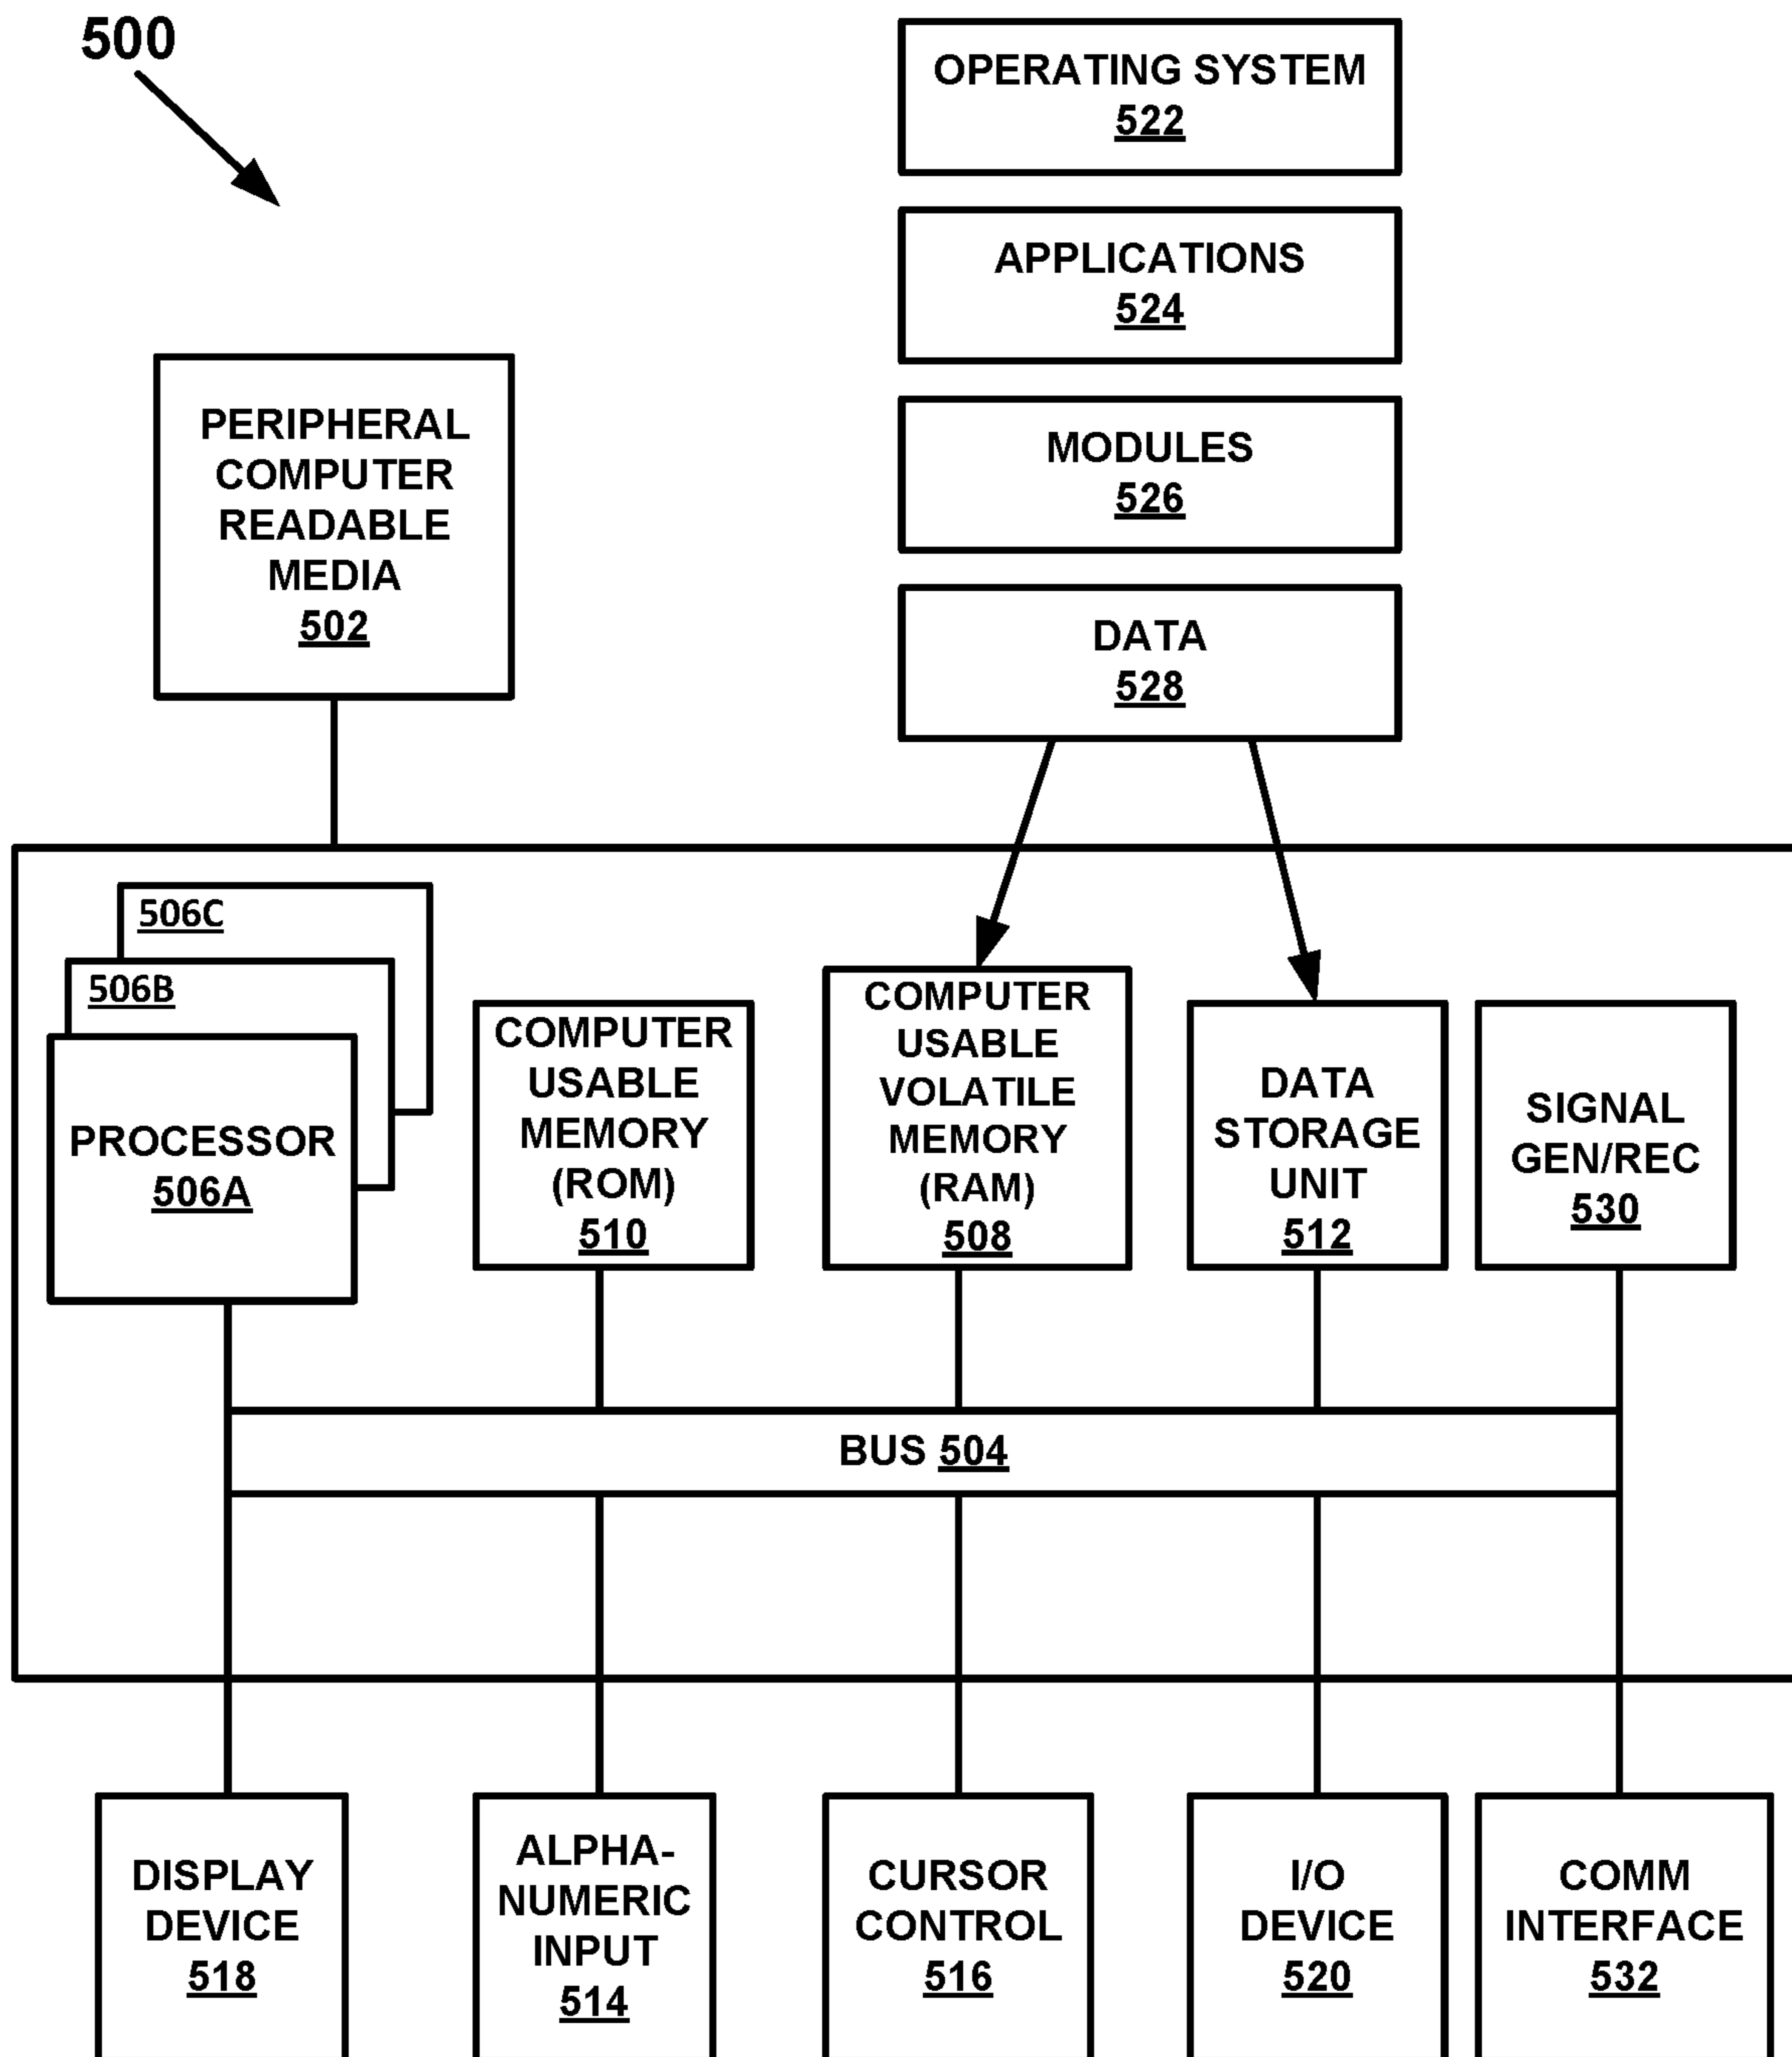 500
OPERATING SYSTEM
522
APPLICATIONS
524
MODULES
526
DATA
528
PERIPHERAL
COMPUTER
READABLE
MEDIA
502
506C
506B
PROCESSOR
506A
COMPUTER
USABLE
MEMORY
(ROM)
510
COMPUTER
USABLE
VOLATILE
MEMORY
(RAM)
508
DATA
STORAGE
UNIT
512
SIGNAL
GEN/REC
530
BUS 504
DISPLAY
DEVICE
518
ALPHA-
NUMERIC
INPUT
514
CURSOR
CONTROL
516
I/O
DEVICE
520
COMM
INTERFACE
532